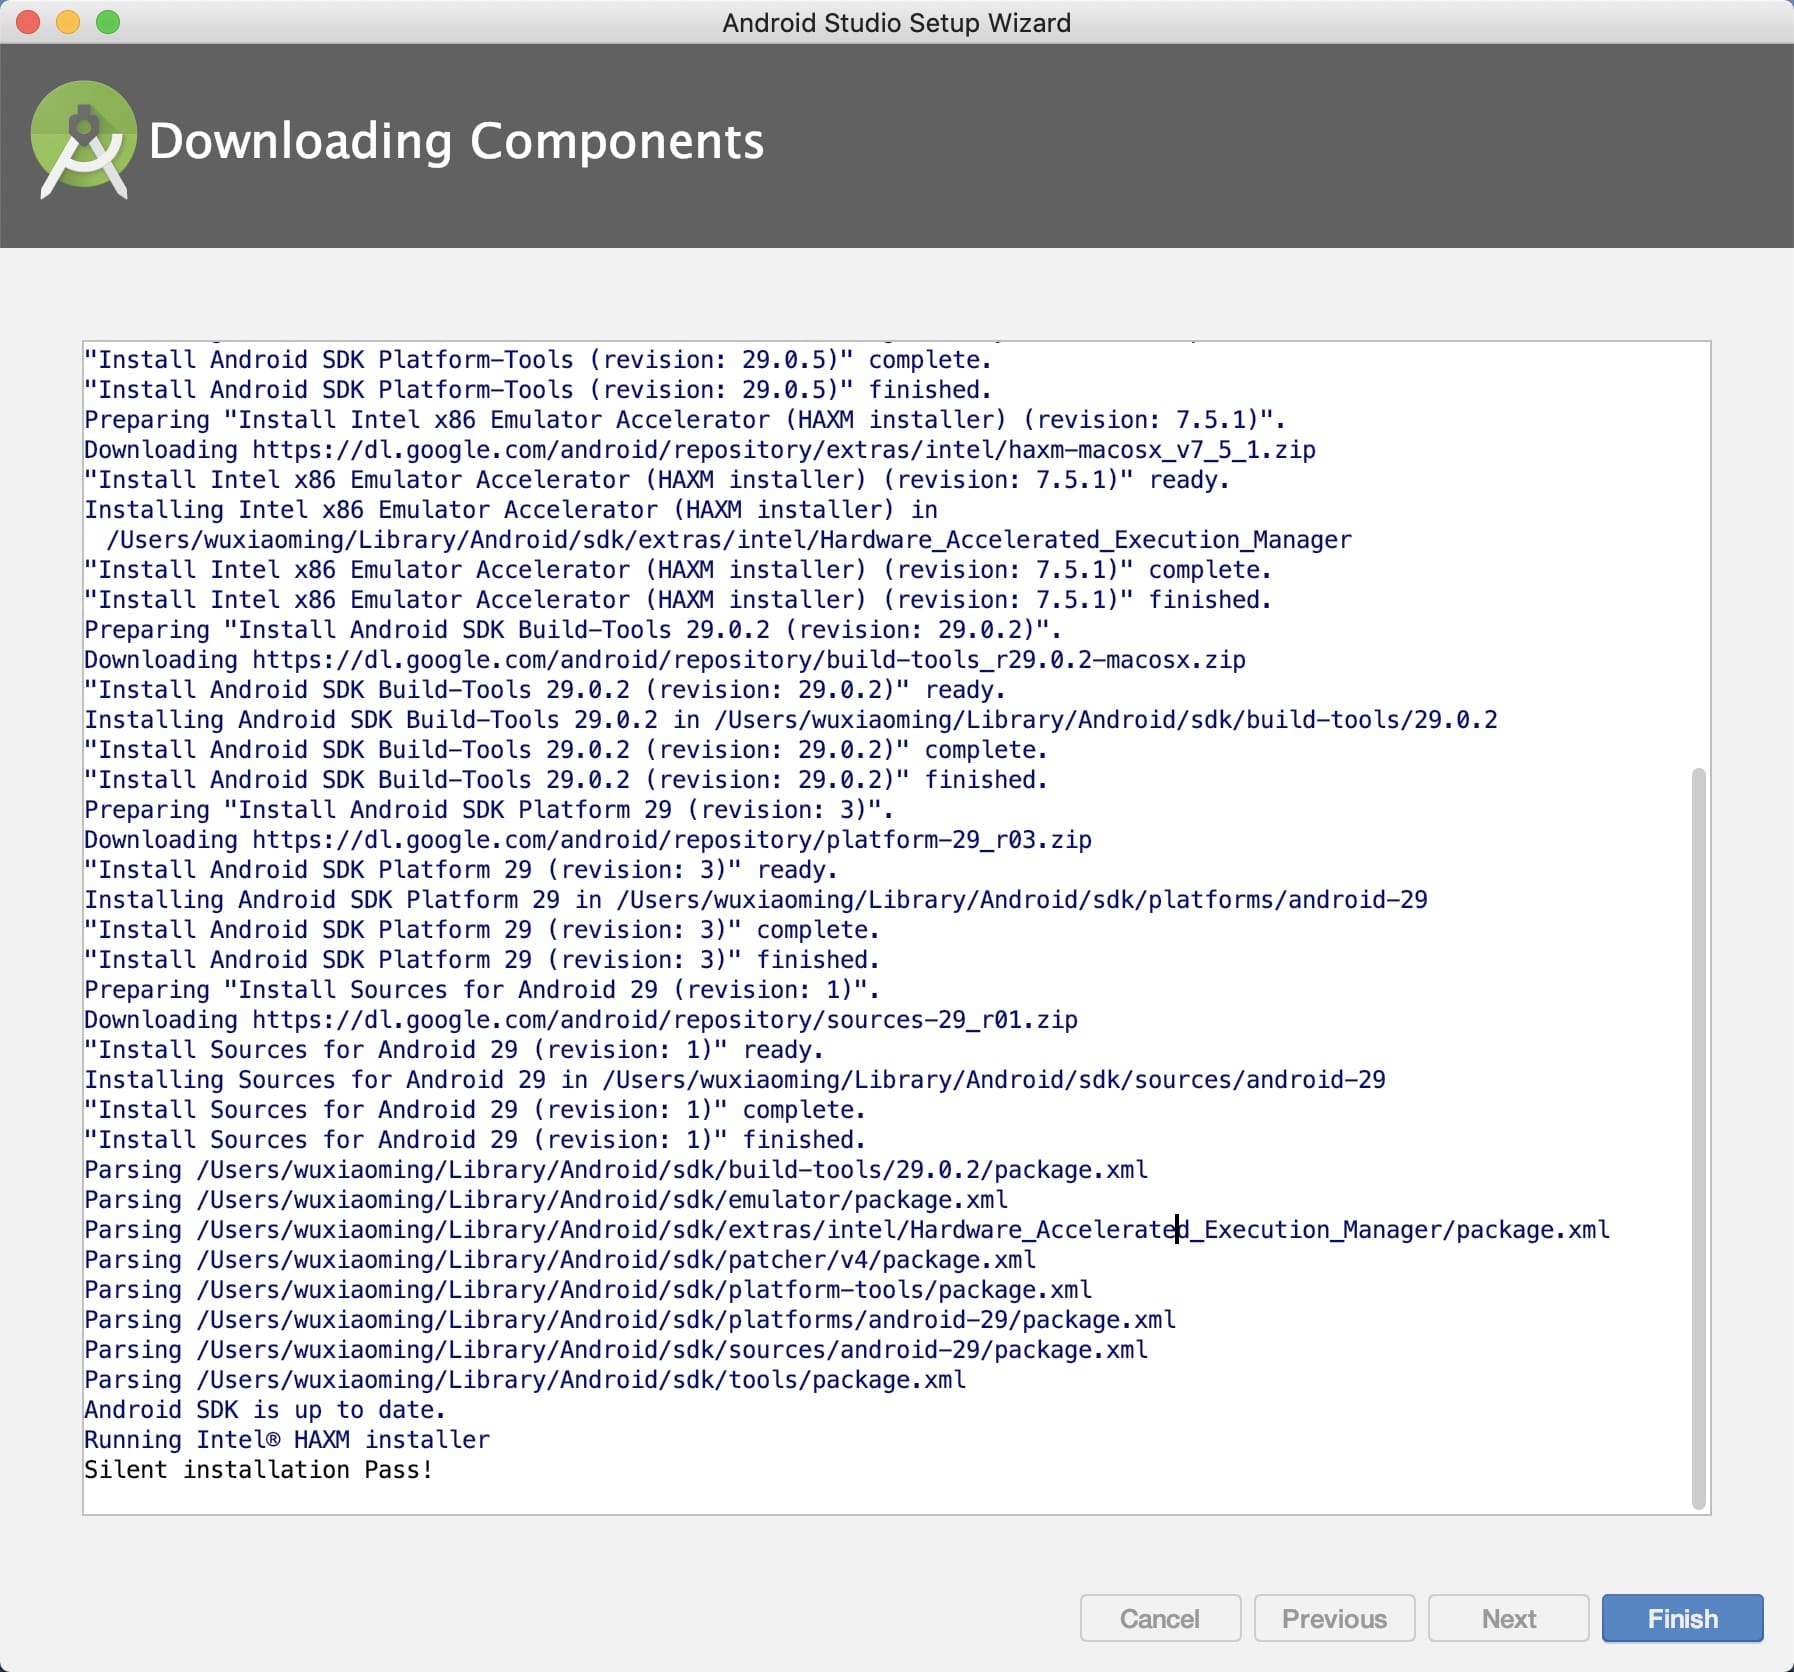 Android Studio Setup Wizard
Downloading Components
"Install Android SDK Platform-Tools (revision: 29.0.5)" complete.
"Install Android SDK Platform-Tools (revision: 29.0.5)" finished.
Preparing "Install Intel x86 Emulator Accelerator (HAXM installer) (revision: 7.5.1)".
Downloading https://dl.google.com/android/repository/extras/intel/haxm-macosx_v7_5_1.zip
"Install Intel x86 Emulator Accelerator (HAXM installer) (revision: 7.5.1)" ready.
Installing Intel x86 Emulator Accelerator (HAXM installer) in
/Users/wuxiaoming/Library/Android/sdk/extras/intel/Hardware_Accelerated_Execution_Manager
"Install Intel x86 Emulator Accelerator (HAXM installer) (revision: 7.5.1)" complete.
"Install Intel x86 Emulator Accelerator (HAXM installer) (revision: 7.5.1)" finished.
Preparing "Install Android SDK Build-Tools 29.0.2 (revision: 29.0.2)".
Downloading https://dl.google.com/android/repository/build-tools_r29.0.2-macosx.zip
"Install Android SDK Build-Tools 29.0.2 (revision: 29.0.2)" ready.
Installing Android SDK Build-Tools 29.0.2 in /Users/wuxiaoming/Library/Android/sdk/build-tools/29.0.2
"Install Android SDK Build-Tools 29.0.2 (revision: 29.0.2)" complete.
"Install Android SDK Build-Tools 29.0.2 (revision: 29.0.2)" finished.
Preparing "Install Android SDK Platform 29 (revision: 3)".
Downloading https://dl.google.com/android/repository/platform-29_r03.zip
"Install Android SDK Platform 29 (revision: 3)" ready.
Installing Android SDK Platform 29 in /Users/wuxiaoming/Library/Android/sdk/platforms/android-29
"Install Android SDK Platform 29 (revision: 3)" complete.
"Install Android SDK Platform 29 (revision: 3)" finished.
Preparing "Install Sources for Android 29 (revision: 1)".
Downloading https://dl.google.com/android/repository/sources-29_r01.zip
"Install Sources for Android 29 (revision: 1)" ready.
Installing Sources for Android 29 in /Users/wuxiaoming/Library/Android/sdk/sources/android-29
"Install Sources for Android 29 (revision: 1)" complete.
"Install Sources for Android 29 (revision: 1)" finished.
Parsing /Users/wuxiaoming/Library/Android/sdk/build-tools/29.0.2/package.xml
Parsing /Users/wuxiaoming/Library/Android/sdk/emulator/package.xml
Parsing /Users/wuxiaoming/Library/Android/sdk/extras/intel/Hardware_Accelerated_Execution_Manager/package.xml
Parsing /Users/wuxiaoming/Library/Android/sdk/patcher/v4/package.xml
Parsing /Users/wuxiaoming/Library/Android/sdk/platform-tools/package.xml
Parsing /Users/wuxiaoming/Library/Android/sdk/platforms/android-29/package.xml
Parsing /Users/wuxiaoming/Library/Android/sdk/sources/android-29/package.xml
Parsing /Users/wuxiaoming/Library/Android/sdk/tools/package.xml
Android SDK is up to date.
Running Intel® HAXM installer
Silent installation Pass!
Cancel Previous Next Finish